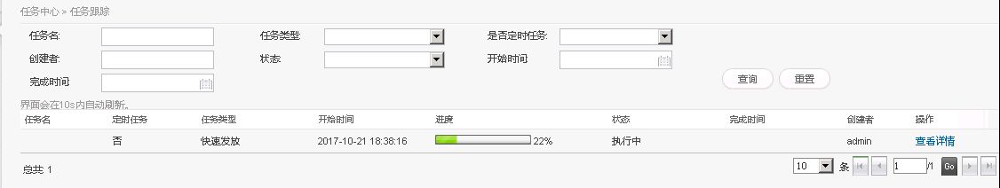 任务中心 > 任务跟踪
任务名: 任务类型: 是否定时任务:
创建者: 状态: 开始时间:
完成时间: 查询 重置
界面会在10s内自动刷新。
任务名 定时任务 任务类型 开始时间 进度 状态 完成时间 创建者 操作
否 快速发放 2017-10-21 18:38:16 22% 执行中 admin 查看详情
总共: 1 10 条 1 /1 Go